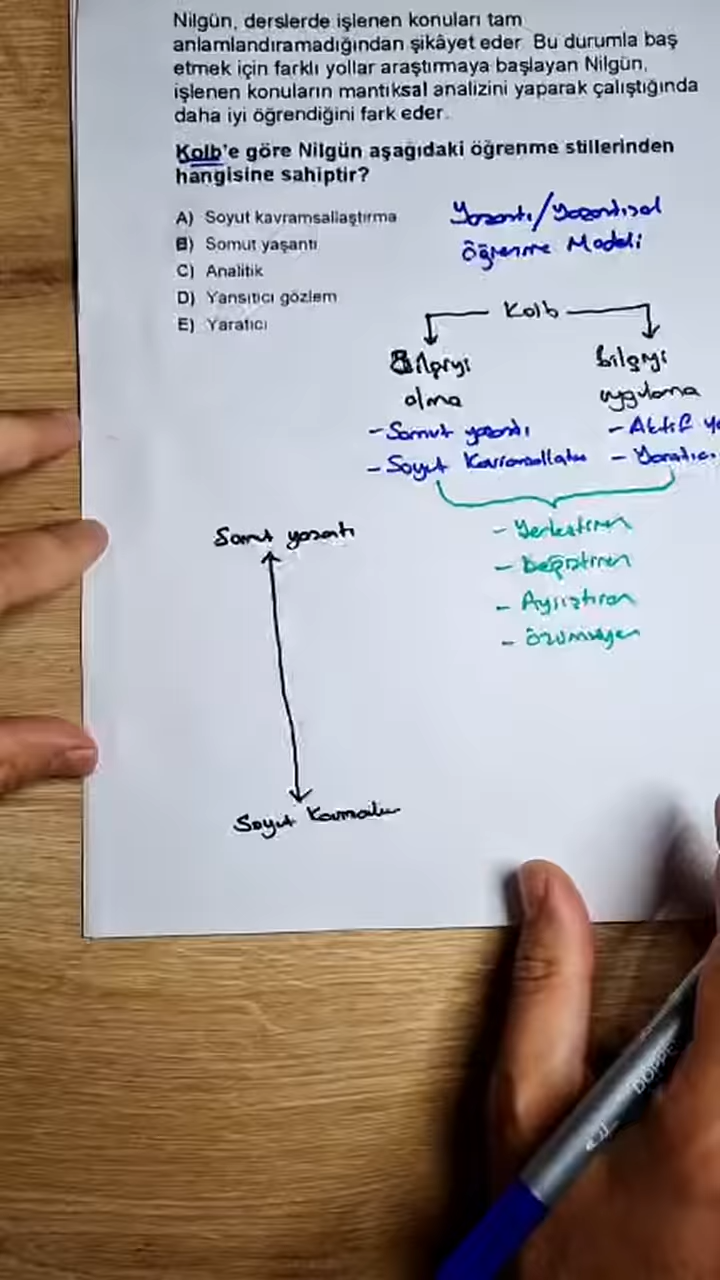 Nilgün, derslerde işlenen konuları tam
anlamlandıramadığından şikâyet eder. Bu durumla baş
etmek için farklı yollar araştırmaya başlayan Nilgün,
işlenen konuların mantıksal analizini yaparak çalıştığında
daha iyi öğrendiğini fark eder.
Kolb'e göre Nilgün aşağıdaki öğrenme stillerinden
hangisine sahiptir?
A) Soyut kavramsallaştırma
B) Somut yaşantı
C) Analitik
D) Yansıtıcı gözlem
E) Yaratıcı
Yaşantı/Yaşantısal
Öğrenme Modeli
Kolb
Bilgiyi
alma
- Somut yaşantı
- Soyut
bilgiyi
uygulama
- Aktif
- Yerleştiren
- Değiştiren
- Ayrıştıran
- Özümseyen
Somut yaşantı
Soyut